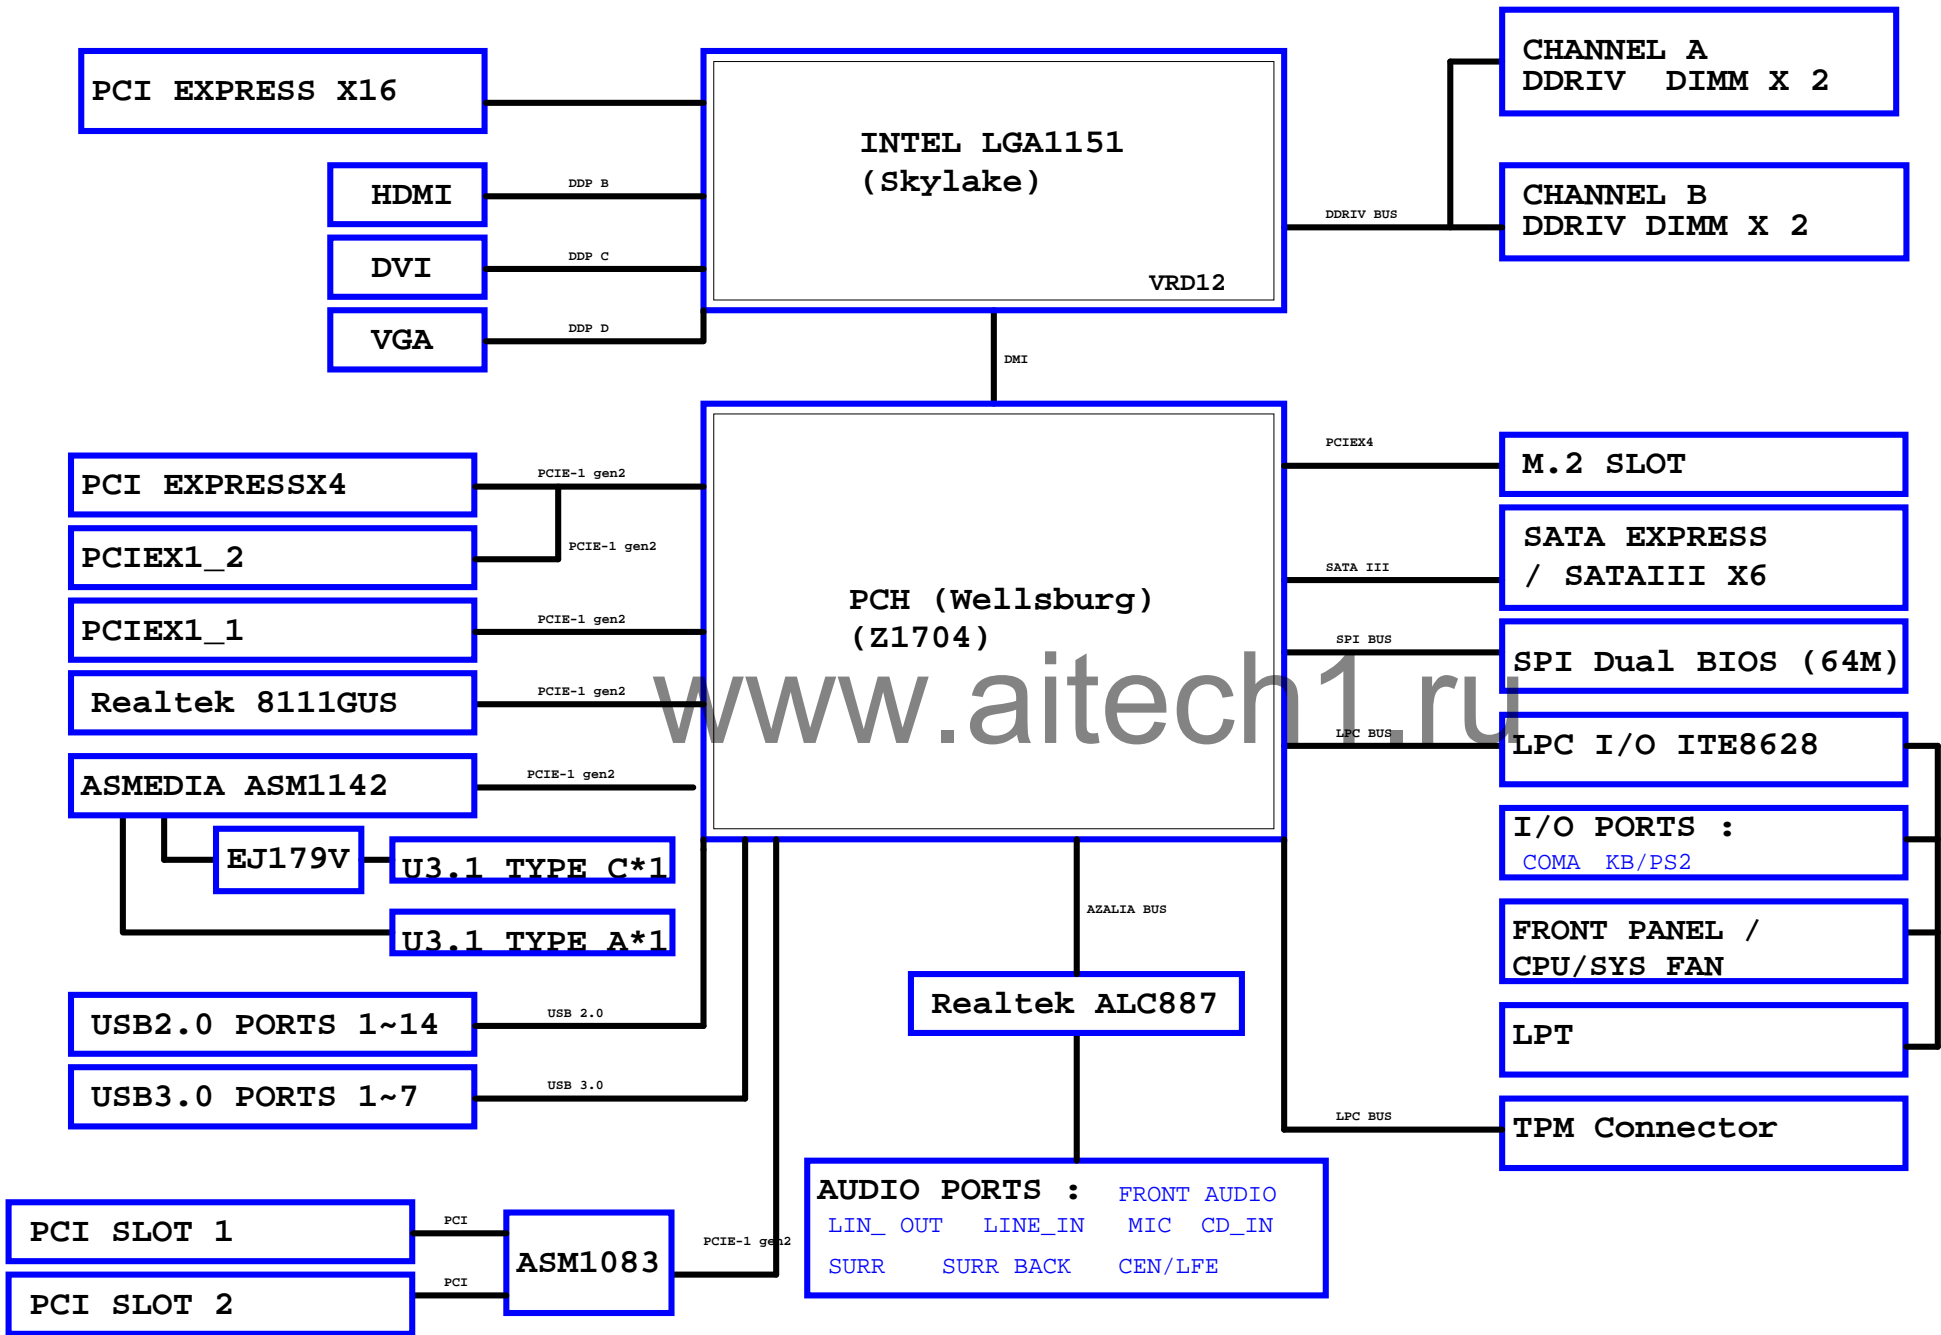 PCI EXPRESS X16
HDMI
DDP B
DVI
DDP C
VGA
DDP D
INTEL LGA1151
(Skylake)
VRD12
DDRIV BUS
CHANNEL A
DDRIV DIMM X 2
CHANNEL B
DDRIV DIMM X 2
DMI
PCI EXPRESSX4
PCIE-1 gen2
PCIEX1_2
PCIE-1 gen2
PCIEX1_1
PCIE-1 gen2
Realtek 8111GUS
PCIE-1 gen2
ASMEDIA ASM1142
PCIE-1 gen2
EJ179V
U3.1 TYPE C*1
U3.1 TYPE A*1
USB2.0 PORTS 1~14
USB 2.0
USB3.0 PORTS 1~7
USB 3.0
PCH (Wellsburg)
(Z1704)
www.aitech1.ru
PCIEX4
M.2 SLOT
SATA III
SATA EXPRESS
/ SATAIII X6
SPI BUS
SPI Dual BIOS (64M)
LPC BUS
LPC I/O ITE8628
I/O PORTS :
COMA KB/PS2
FRONT PANEL /
CPU/SYS FAN
LPT
LPC BUS
TPM Connector
AZALIA BUS
Realtek ALC887
AUDIO PORTS : FRONT AUDIO
LIN_ OUT LINE_IN MIC CD_IN
SURR SURR BACK CEN/LFE
PCI SLOT 1
PCI
PCI SLOT 2
PCI
ASM1083
PCIE-1 gen2